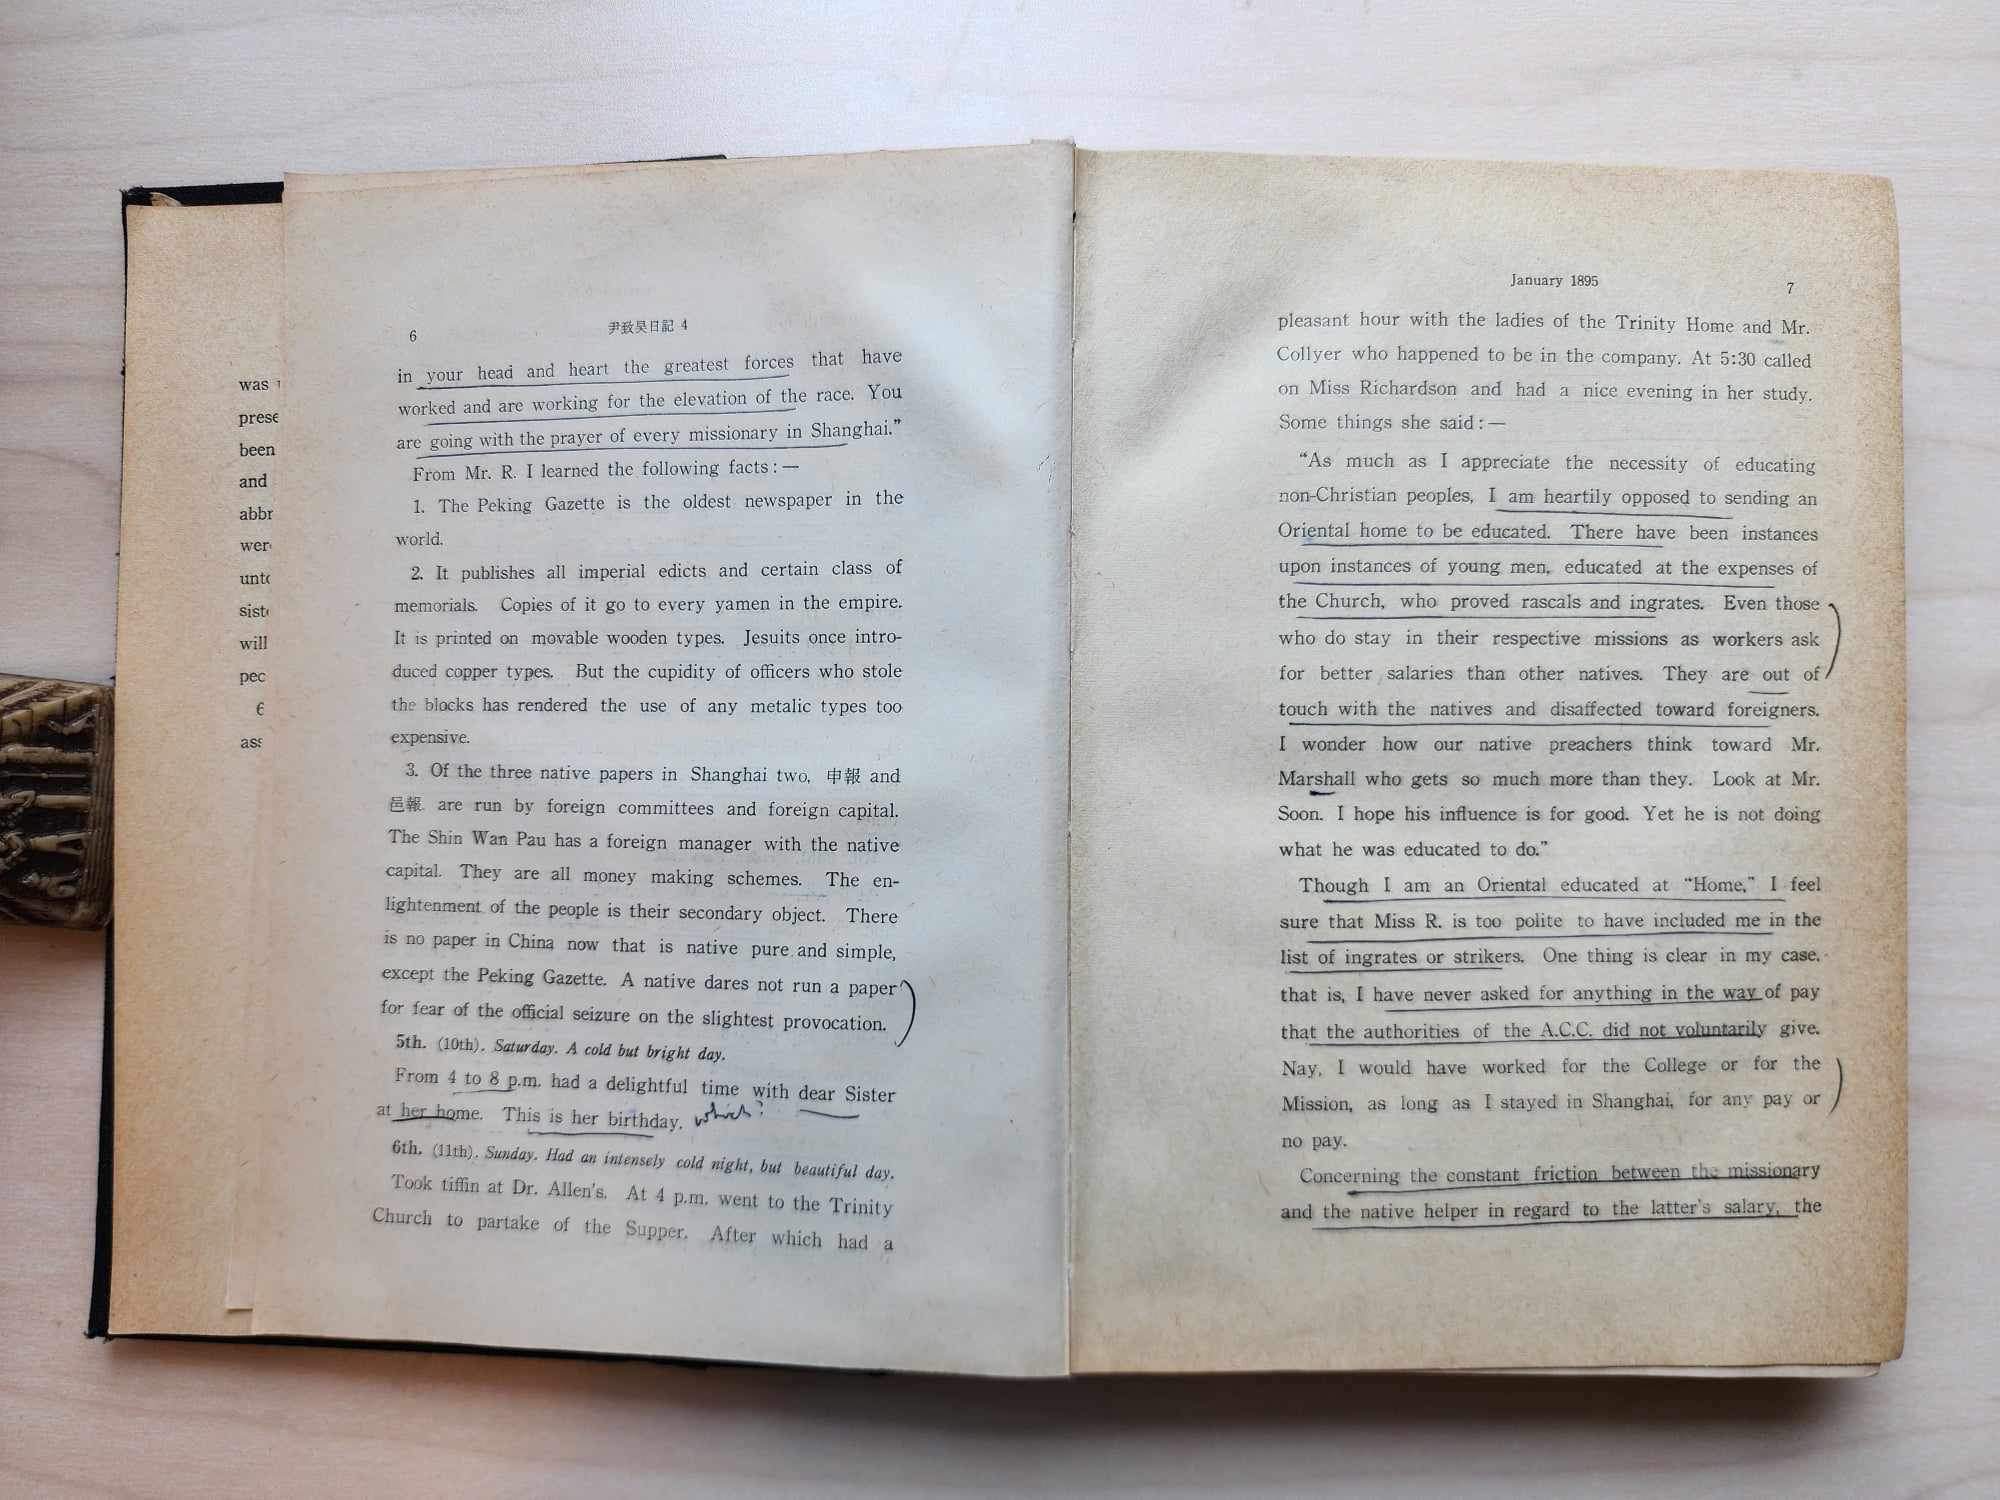 was
prese
been
and
abbr
wer
unto
sist
will
pec
6
ass
6 尹致昊日記 4
in your head and heart the greatest forces that have
worked and are working for the elevation of the race. You
are going with the prayer of every missionary in Shanghai.”
From Mr. R. I learned the following facts:—
1. The Peking Gazette is the oldest newspaper in the
world.
2. It publishes all imperial edicts and certain class of
memorials. Copies of it go to every yamen in the empire.
It is printed on movable wooden types. Jesuits once intro-
duced copper types. But the cupidity of officers who stole
the blocks has rendered the use of any metalic types too
expensive.
3. Of the three native papers in Shanghai two, 申報 and
邑報 are run by foreign committees and foreign capital.
The Shin Wan Pau has a foreign manager with the native
capital. They are all money making schemes. The en-
lightenment of the people is their secondary object. There
is no paper in China now that is native pure and simple,
except the Peking Gazette. A native dares not run a paper
for fear of the official seizure on the slightest provocation.
5th. (10th). Saturday. A cold but bright day.
From 4 to 8 p.m. had a delightful time with dear Sister
at her home. This is her birthday. which?
6th. (11th). Sunday. Had an intensely cold night, but beautiful day.
Took tiffin at Dr. Allen's. At 4 p.m. went to the Trinity
Church to partake of the Supper. After which had a
January 1895 7
pleasant hour with the ladies of the Trinity Home and Mr.
Collyer who happened to be in the company. At 5:30 called
on Miss Richardson and had a nice evening in her study.
Some things she said:—
“As much as I appreciate the necessity of educating
non-Christian peoples, I am heartily opposed to sending an
Oriental home to be educated. There have been instances
upon instances of young men, educated at the expenses of
the Church, who proved rascals and ingrates. Even those
who do stay in their respective missions as workers ask
for better salaries than other natives. They are out of
touch with the natives and disaffected toward foreigners.
I wonder how our native preachers think toward Mr.
Marshall who gets so much more than they. Look at Mr.
Soon. I hope his influence is for good. Yet he is not doing
what he was educated to do.”
Though I am an Oriental educated at “Home,” I feel
sure that Miss R. is too polite to have included me in the
list of ingrates or strikers. One thing is clear in my case,
that is, I have never asked for anything in the way of pay
that the authorities of the A.C.C. did not voluntarily give.
Nay, I would have worked for the College or for the
Mission, as long as I stayed in Shanghai, for any pay or
no pay.
Concerning the constant friction between the missionary
and the native helper in regard to the latter's salary, the